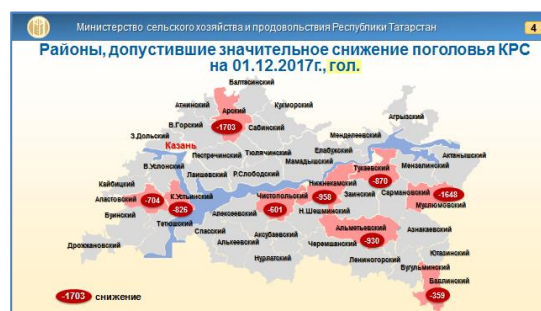 Министерство сельского хозяйства и продовольствия Республики Татарстан
4
Районы, допустившие значительное снижение поголовья КРС
на 01.12.2017г., гол.
Балтасинский
Атнинский
Арский
Кукморский
-1703
Сабинский
Агрызский
В.Горский
З.Дольский
Казань
Менделеевский
Пестречинский
Тюлячинский
Елабужский
Актанышский
Мамадышский
Тукаевский
Мензелинский
В.Услонский
Лаишевский
Р.Слободский
-870
Кайбицкий
Нижнекамский
Апастовский
-704
К.Устьинский
Чистопольский
-958
Заинский
Сармановский
-1648
-826
-601
Муслюмовский
Буинский
Алексеевский
Н.Шешминский
Тетюшский
Альметьевский
Спасский
Аксубаевский
-930
Азнакаевский
Дрожжановский
Алькеевский
Черемшанский
Ютазинский
Нурлатский
Лениногорский
Бугульминский
Бавлинский
-359
-1703 снижение